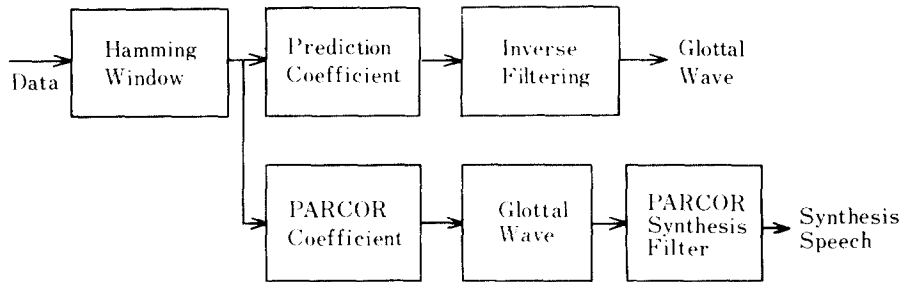 Data
Hamming
Window
Prediction
Coefficient
Inverse
Filtering
Glottal
Wave
PARCOR
Coefficient
Glottal
Wave
PARCOR
Synthesis
Filter
Synthesis
Speech